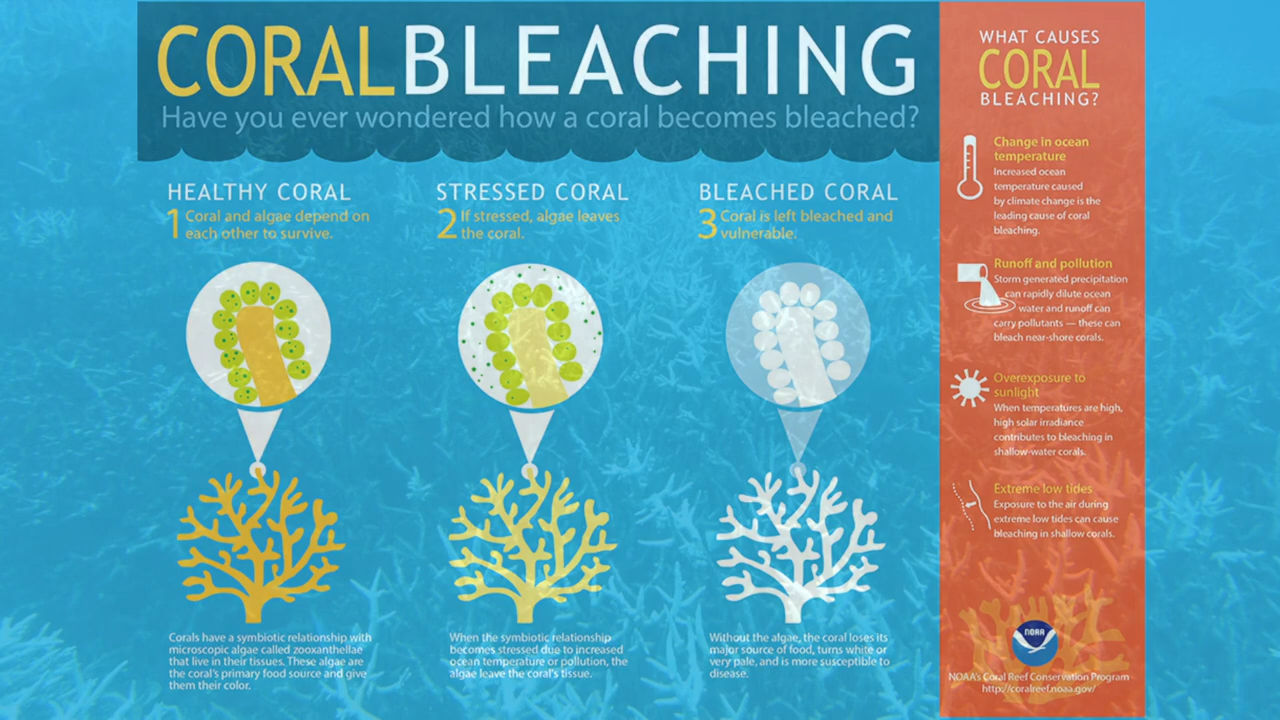 CORALBLEACHING
Have you ever wondered how a coral becomes bleached?
HEALTHY CORAL
1 Coral and algae depend on
each other to survive.
Corals have a symbiotic relationship with
microscopic algae called zooxanthellae
that live in their tissues. These algae are
the coral's primary food source and give
them their color.
STRESSED CORAL
2 If stressed, algae leaves
the coral.
When the symbiotic relationship
becomes stressed due to increased
ocean temperature or pollution, the
algae leave the coral's tissue.
BLEACHED CORAL
3 Coral is left bleached and
vulnerable.
Without the algae, the coral loses its
major source of food, turns white or
very pale, and is more susceptible to
disease.
WHAT CAUSES
CORAL
BLEACHING?
Change in ocean
temperature
Increased ocean
temperature caused
by climate change is the
leading cause of coral
bleaching.
Runoff and pollution
Storm generated precipitation
can rapidly dilute ocean
water and runoff can
carry pollutants — these can
bleach near-shore corals.
Overexposure to
sunlight
When temperatures are high,
high solar irradiance
contributes to bleaching in
shallow-water corals.
Extreme low tides
Exposure to the air during
extreme low tides can cause
bleaching in shallow corals.
NOAA
NOAA's Coral Reef Conservation Program
http://coralreef.noaa.gov/